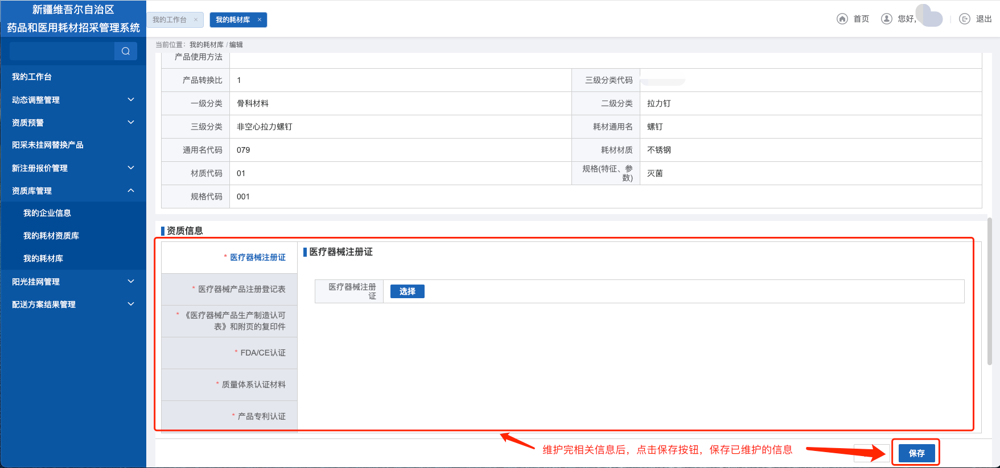 新疆维吾尔自治区
药品和医用耗材招采管理系统
我的工作台 ×
我的耗材库 ×
首页
您好,
退出
当前位置： 我的耗材库 / 编辑
我的工作台
动态调整管理
资质预警
阳采未挂网替换产品
新注册报价管理
资质库管理
我的企业信息
我的耗材资质库
我的耗材库
阳光挂网管理
配送方案结果管理
产品使用方法
产品转换比 1 三级分类代码
一级分类 骨科材料 二级分类 拉力钉
三级分类 非空心拉力螺钉 耗材通用名 螺钉
通用名代码 079 耗材材质 不锈钢
材质代码 01 规格(特征、参
数) 灭菌
规格代码 001
资质信息
* 医疗器械注册证
* 医疗器械产品注册登记表
* 《医疗器械产品生产制造认可
表》和附页的复印件
* FDA/CE认证
* 质量体系认证材料
* 产品专利认证
医疗器械注册证
医疗器械注册
证
选择
维护完相关信息后，点击保存按钮，保存已维护的信息
保存